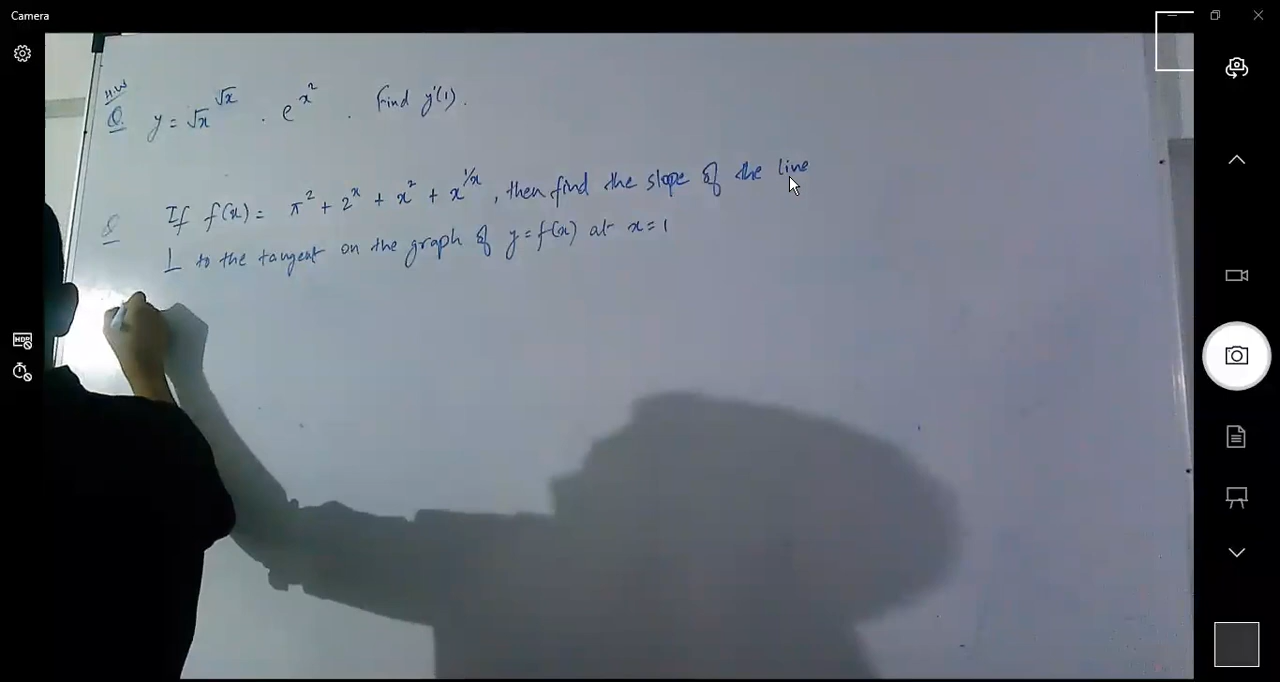 Camera
H.W
Q. y = √x^√x . e^x² . Find y'(1).
Q If f(x) = π² + 2^x + x² + x^1/x , then find the slope of the line
⊥ to the tangent on the graph of y = f(x) at x = 1
HDR